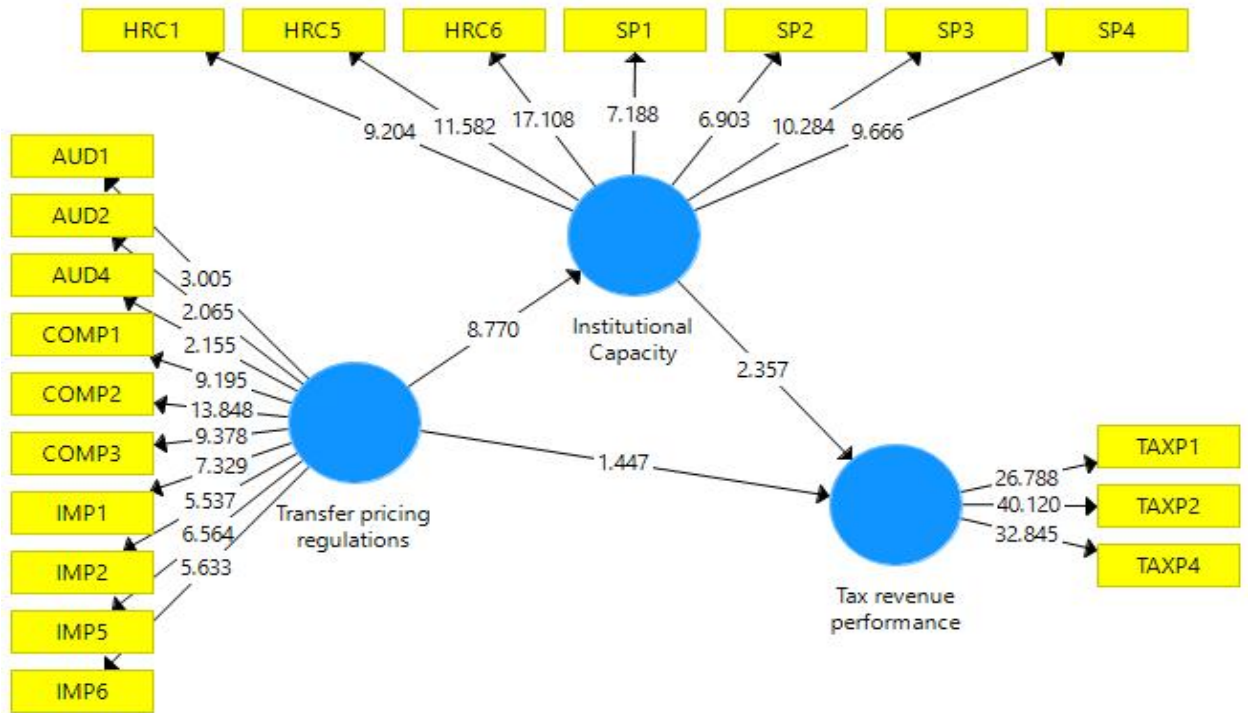 HRC1
HRC5
HRC6
SP1
SP2
SP3
SP4
9.204
11.582
17.108
7.188
6.903
10.284
9.666
AUD1
AUD2
AUD4
COMP1
COMP2
COMP3
IMP1
IMP2
IMP5
IMP6
3.005
2.065
2.155
9.195
13.848
9.378
7.329
5.537
6.564
5.633
Transfer pricing
regulations
8.770
Institutional
Capacity
2.357
1.447
Tax revenue
performance
26.788
40.120
32.845
TAXP1
TAXP2
TAXP4